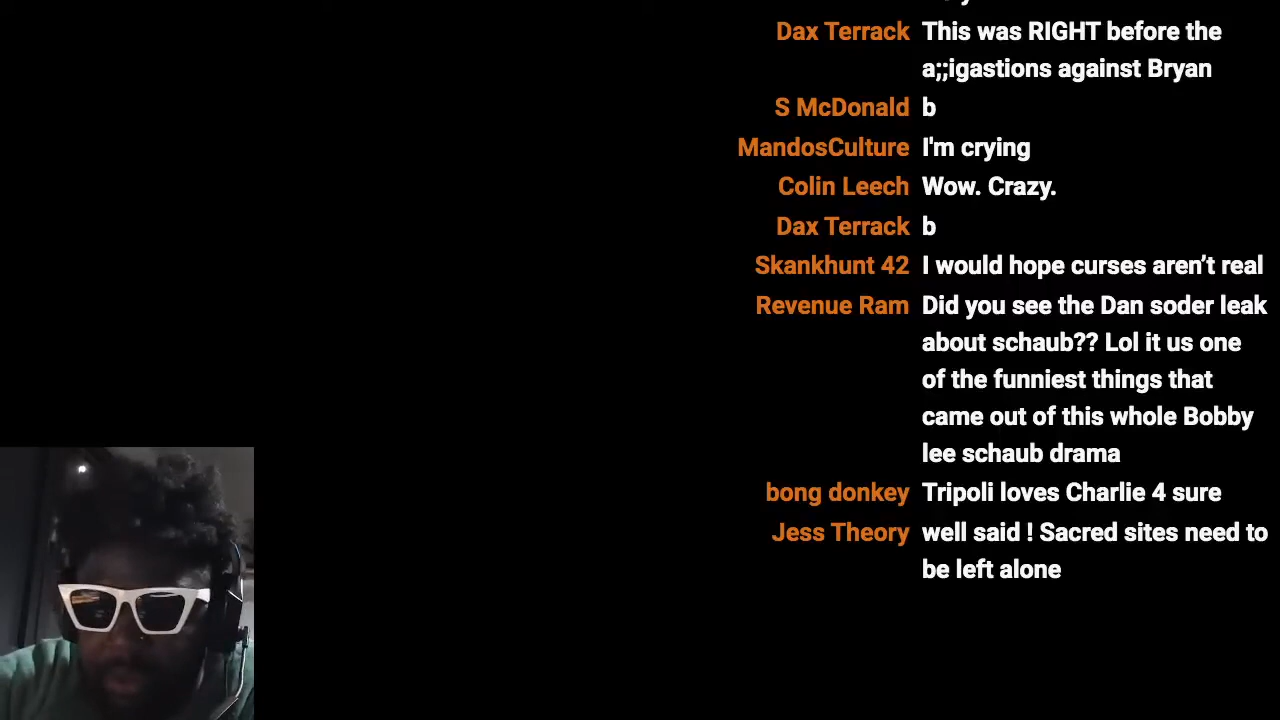 Dax Terrack This was RIGHT before the
a;;igastions against Bryan
S McDonald b
MandosCulture I'm crying
Colin Leech Wow. Crazy.
Dax Terrack b
Skankhunt 42 I would hope curses aren’t real
Revenue Ram Did you see the Dan soder leak
about schaub?? Lol it us one
of the funniest things that
came out of this whole Bobby
lee schaub drama
bong donkey Tripoli loves Charlie 4 sure
Jess Theory well said ! Sacred sites need to
be left alone